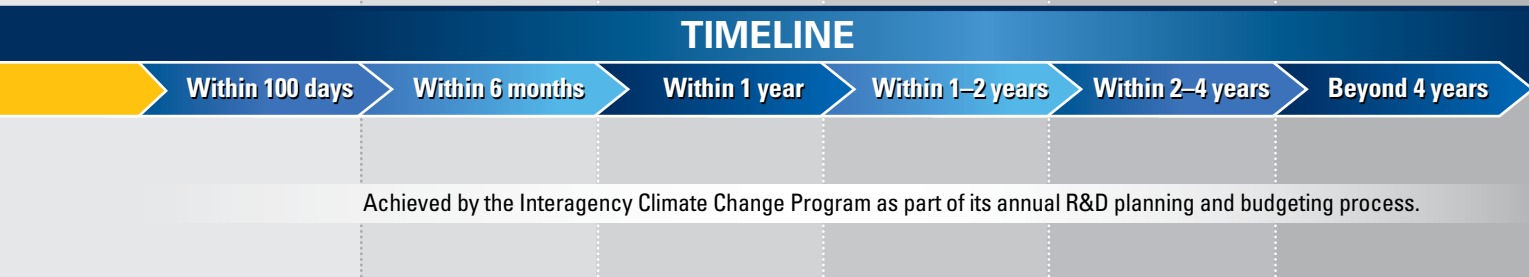 TIMELINE
Within 100 days
Within 6 months
Within 1 year
Within 1–2 years
Within 2–4 years
Beyond 4 years
Achieved by the Interagency Climate Change Program as part of its annual R&D planning and budgeting process.